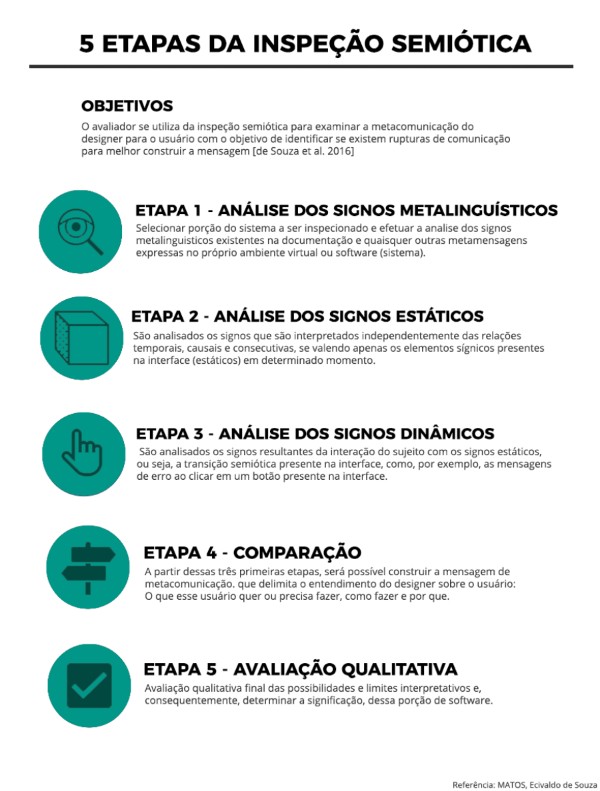 5 ETAPAS DA INSPEÇÃO SEMIÓTICA
OBJETIVOS
O avaliador se utiliza da inspeção semiótica para examinar a metacomunicação do
designer para o usuário com o objetivo de identificar se existem rupturas de comunicação
para melhor construir a mensagem [de Souza et al. 2016]
ETAPA 1 - ANÁLISE DOS SIGNOS METALINGUÍSTICOS
Selecionar porção do sistema a ser inspecionado e efetuar a analise dos signos
metalinguisticos existentes na documentação e quaisquer outras metamensagens
expressas no próprio ambiente virtual ou software (sistema).
ETAPA 2 - ANÁLISE DOS SIGNOS ESTÁTICOS
São analisados os signos que são interpretados independentemente das relações
temporais, causais e consecutivas, se valendo apenas os elementos sígnicos presentes
na interface (estáticos) em determinado momento.
ETAPA 3 - ANÁLISE DOS SIGNOS DINÂMICOS
São analisados os signos resultantes da interação do sujeito com os signos estáticos,
ou seja, a transição semiótica presente na interface, como, por exemplo, as mensagens
de erro ao clicar em um botão presente na interface.
ETAPA 4 - COMPARAÇÃO
A partir dessas três primeiras etapas, será possível construir a mensagem de
metacomunicação. que delimita o entendimento do designer sobre o usuário:
O que esse usuário quer ou precisa fazer, como fazer e por que.
ETAPA 5 - AVALIAÇÃO QUALITATIVA
Avaliação qualitativa final das possibilidades e limites interpretativos e,
consequentemente, determinar a significação, dessa porção de software.
Referência: MATOS, Ecivaldo de Souza